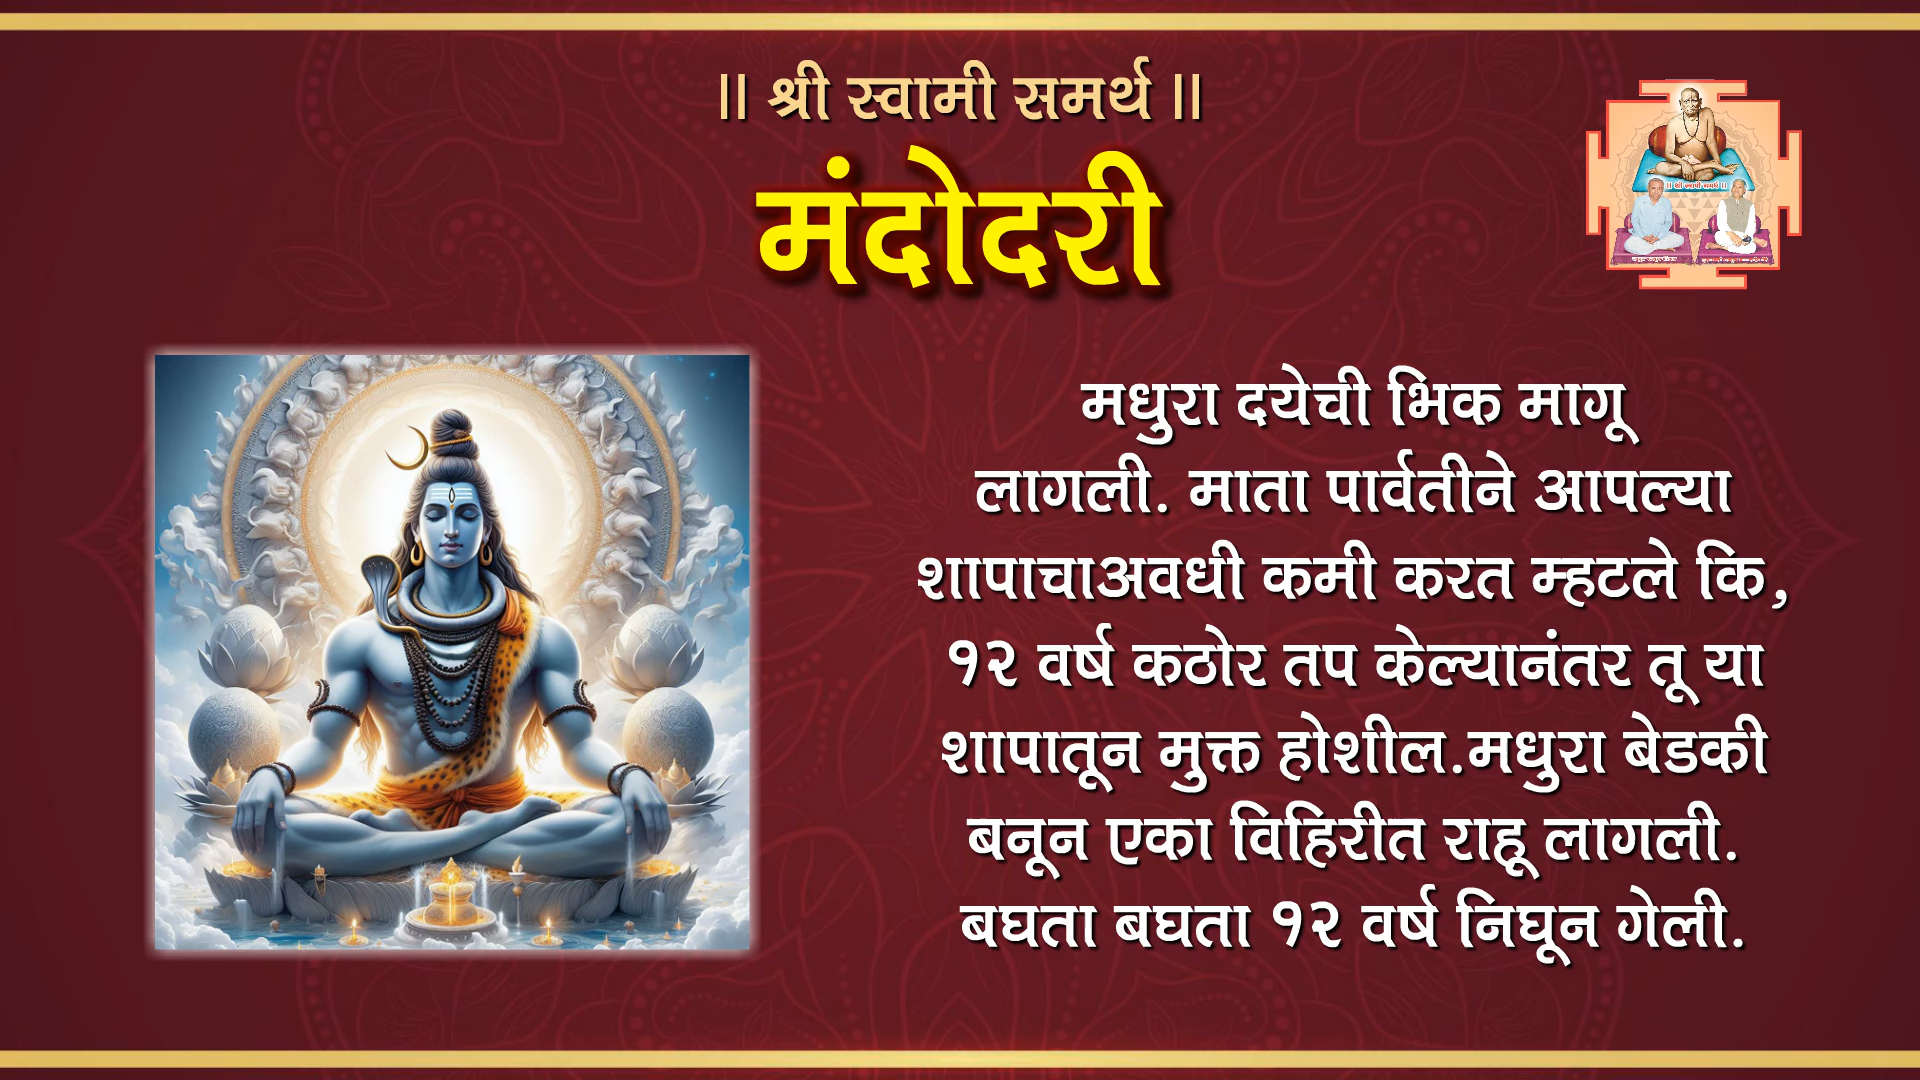 ॥ श्री स्वामी समर्थ ॥
मंदोदरी
॥ श्री स्वामी समर्थ ॥
मधुरा दयेची भिक मागू
लागली. माता पार्वतीने आपल्या
शापाचाअवधी कमी करत म्हटले कि,
१२ वर्ष कठोर तप केल्यानंतर तू या
शापातून मुक्त होशील.मधुरा बेडकी
बनून एका विहिरीत राहू लागली.
बघता बघता १२ वर्ष निघून गेली.